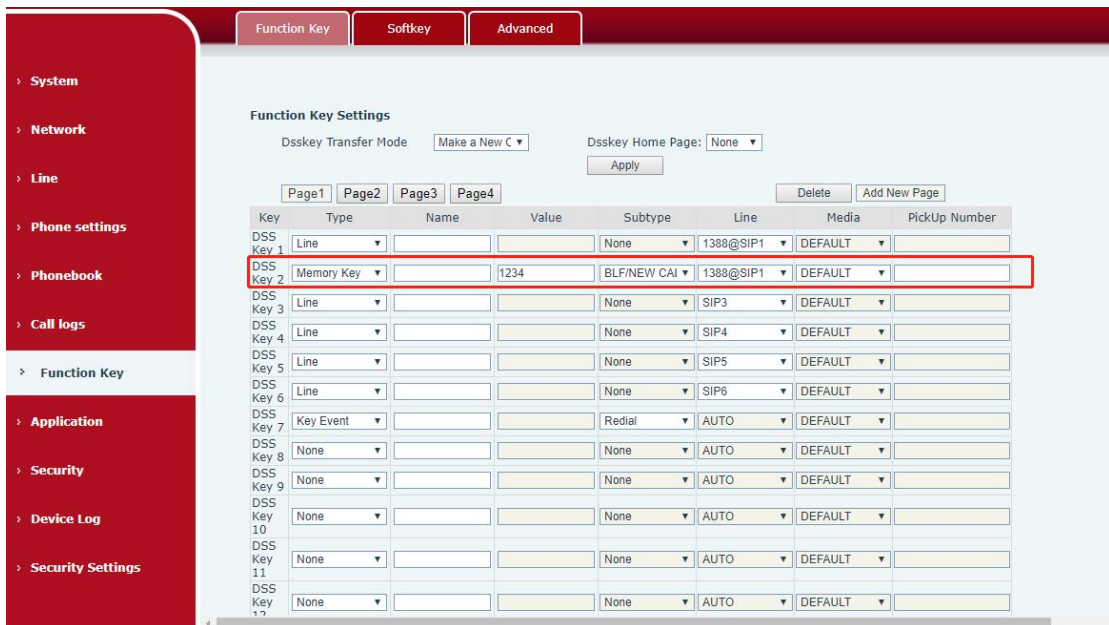 Function Key Softkey Advanced
System
Network
Line
Phone settings
Phonebook
Call logs
Function Key
Application
Security
Device Log
Security Settings
Function Key Settings
Dsskey Transfer Mode Make a New C Dsskey Home Page: None
Apply
Page1 Page2 Page3 Page4 Delete Add New Page
Key Type Name Value Subtype Line Media PickUp Number
DSS Key 1 Line None 1388@SIP1 DEFAULT
DSS Key 2 Memory Key 1234 BLF/NEW CAI 1388@SIP1 DEFAULT
DSS Key 3 Line None SIP3 DEFAULT
DSS Key 4 Line None SIP4 DEFAULT
DSS Key 5 Line None SIP5 DEFAULT
DSS Key 6 Line None SIP6 DEFAULT
DSS Key 7 Key Event Redial AUTO DEFAULT
DSS Key 8 None None AUTO DEFAULT
DSS Key 9 None None AUTO DEFAULT
DSS Key 10 None None AUTO DEFAULT
DSS Key 11 None None AUTO DEFAULT
DSS Key 12 None None AUTO DEFAULT